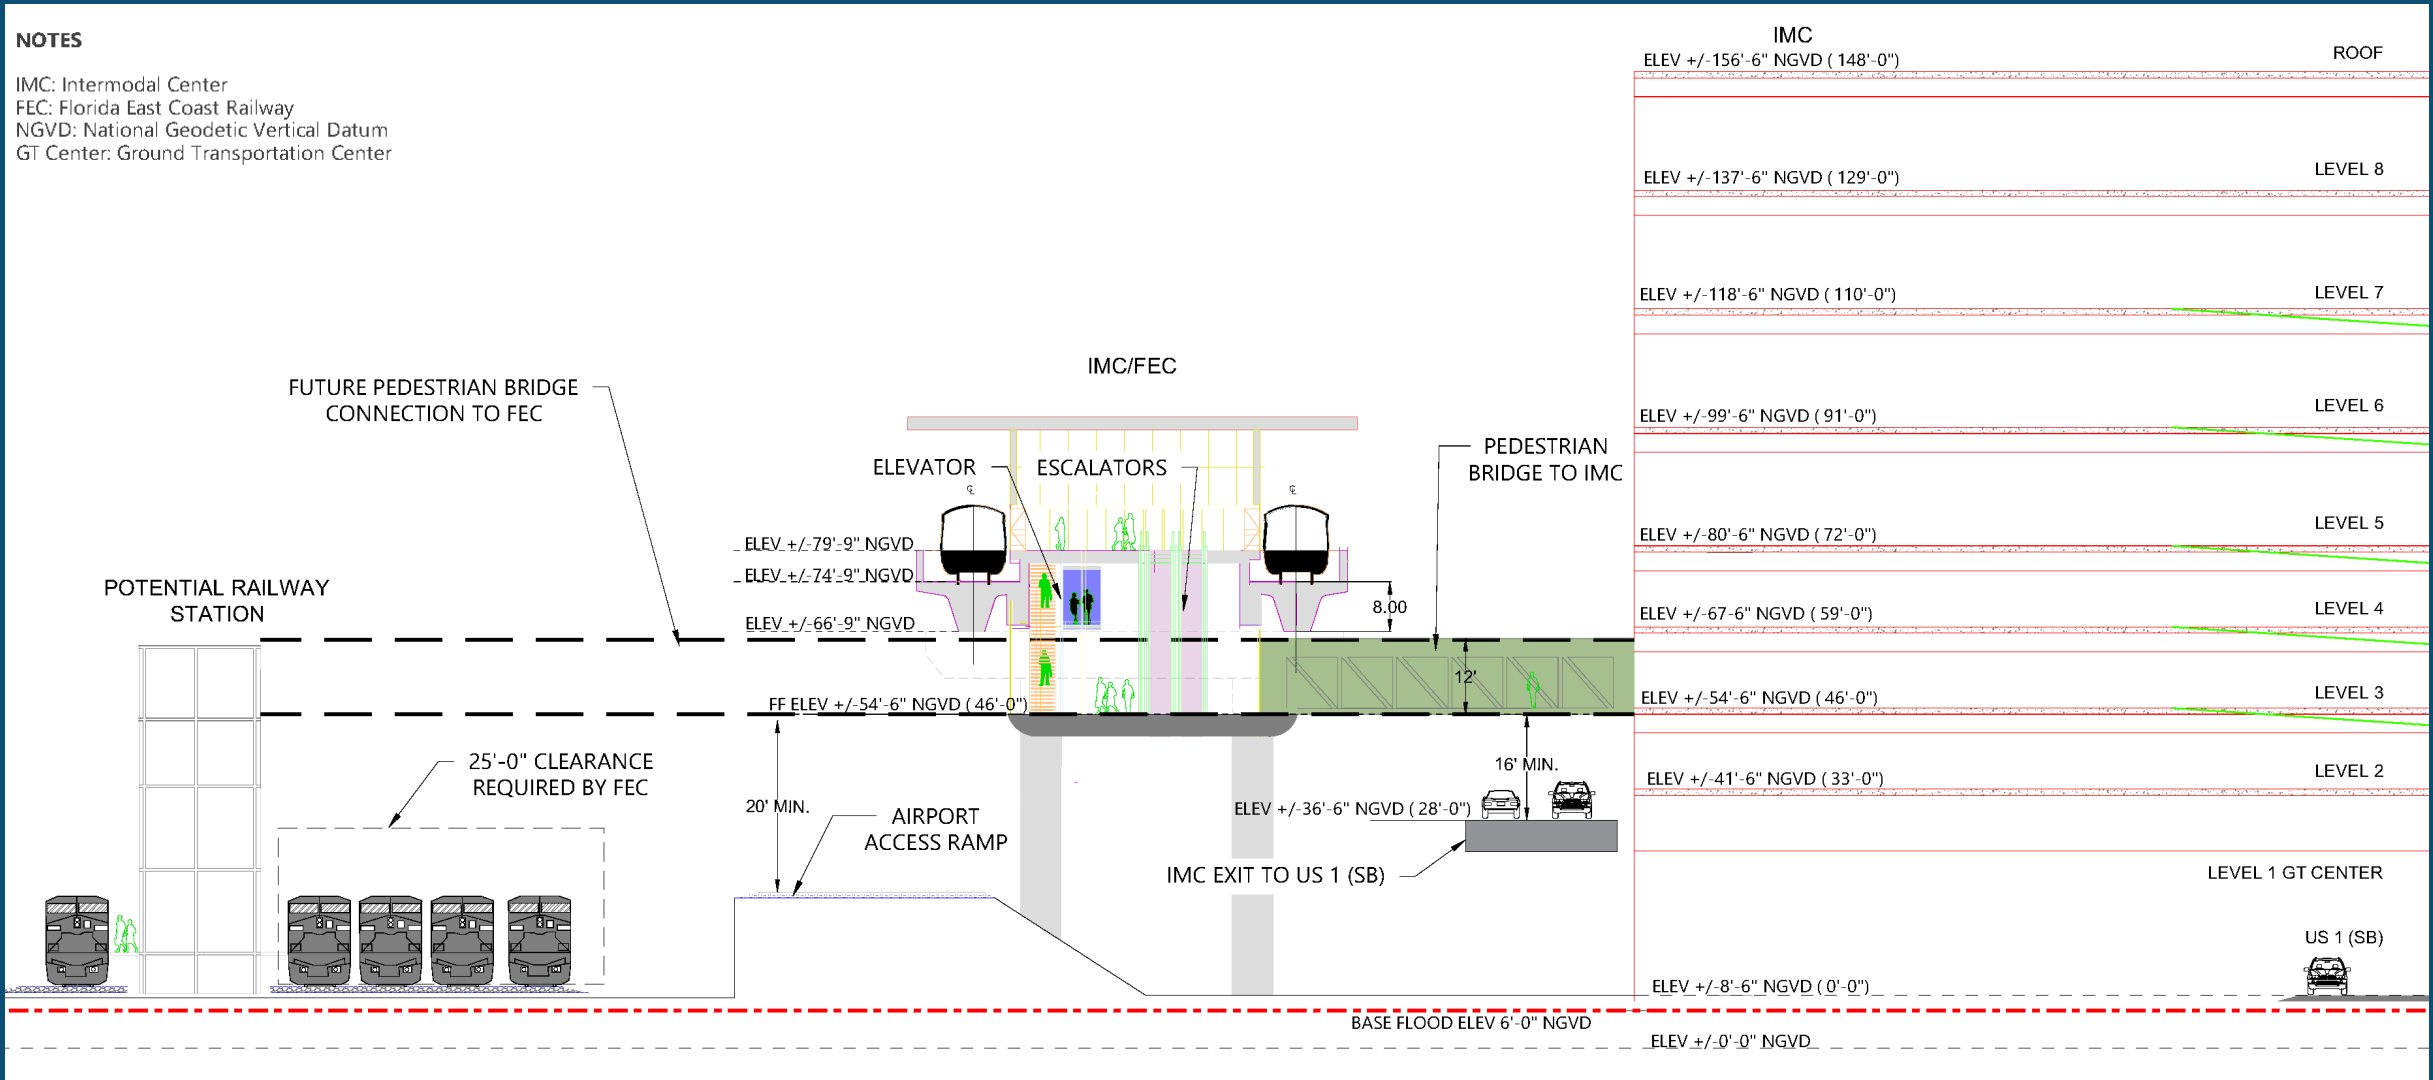 NOTES
IMC: Intermodal Center
FEC: Florida East Coast Railway
NGVD: National Geodetic Vertical Datum
GT Center: Ground Transportation Center
IMC
ELEV +/-156'-6" NGVD ( 148'-0")
ROOF
ELEV +/-137'-6" NGVD ( 129'-0")
LEVEL 8
ELEV +/-118'-6" NGVD ( 110'-0")
LEVEL 7
ELEV +/-99'-6" NGVD ( 91'-0")
LEVEL 6
ELEV +/-80'-6" NGVD ( 72'-0")
LEVEL 5
ELEV +/-67-6" NGVD ( 59'-0")
LEVEL 4
ELEV +/-54'-6" NGVD ( 46'-0")
LEVEL 3
ELEV +/-41'-6" NGVD ( 33'-0")
LEVEL 2
LEVEL 1 GT CENTER
US 1 (SB)
ELEV +/-8'-6" NGVD ( 0'-0")
BASE FLOOD ELEV 6'-0" NGVD
ELEV +/-0'-0" NGVD
IMC/FEC
FUTURE PEDESTRIAN BRIDGE
CONNECTION TO FEC
ELEVATOR
ESCALATORS
PEDESTRIAN
BRIDGE TO IMC
℄
℄
ELEV +/-79'-9" NGVD
ELEV +/-74'-9" NGVD
ELEV +/-66'-9" NGVD
8.00
12'
POTENTIAL RAILWAY
STATION
FF ELEV +/-54'-6" NGVD ( 46'-0")
25'-0" CLEARANCE
REQUIRED BY FEC
20' MIN.
AIRPORT
ACCESS RAMP
16' MIN.
ELEV +/-36'-6" NGVD ( 28'-0")
IMC EXIT TO US 1 (SB)